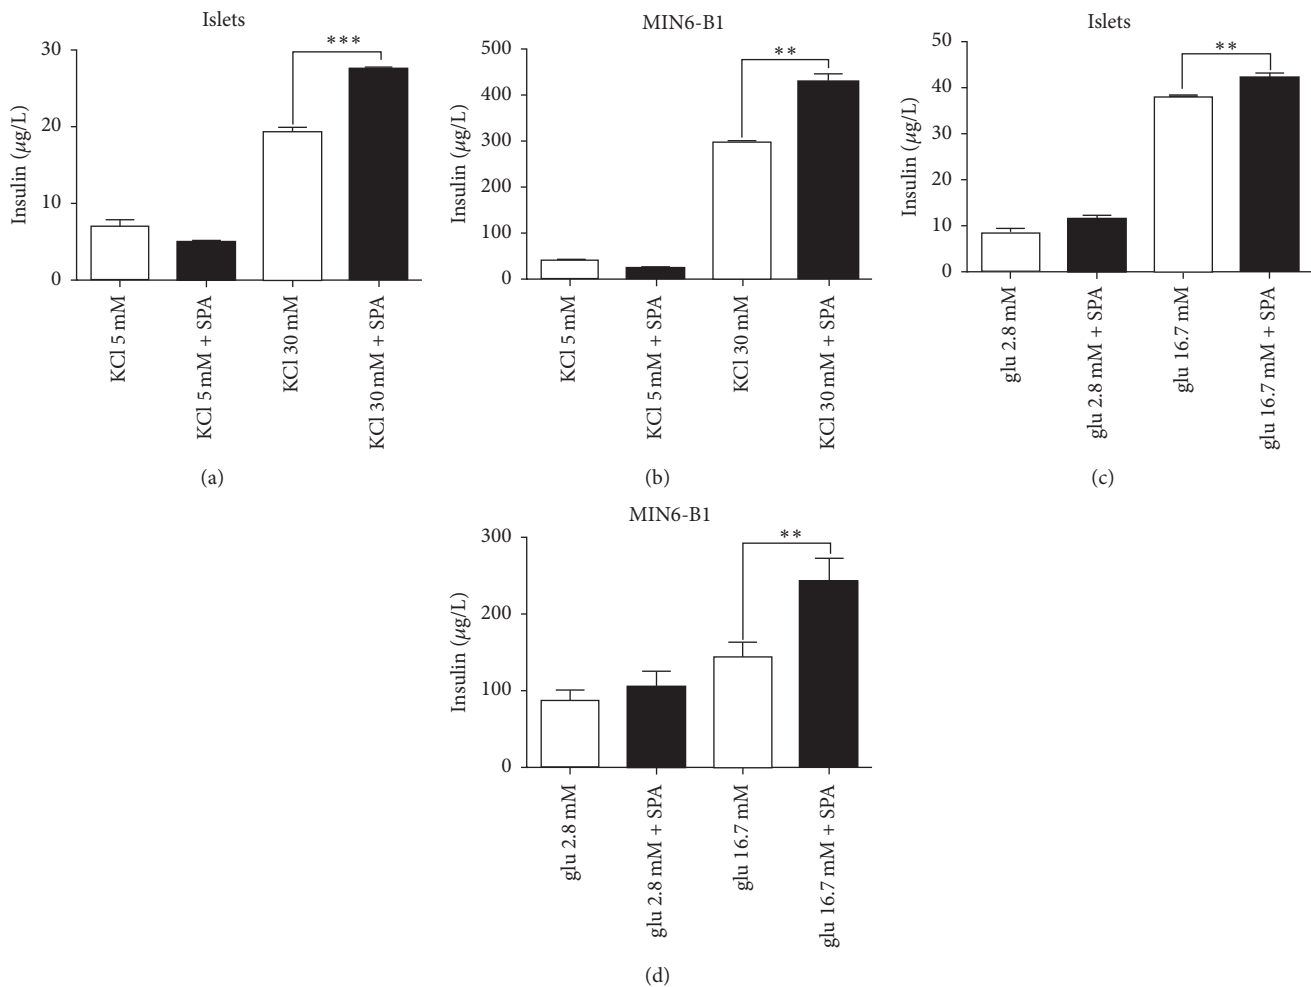 Islets
***
30
20
10
0
Insulin (μg/L)
KCl 5 mM
KCl 5 mM + SPA
KCl 30 mM
KCl 30 mM + SPA
(a)
MIN6-B1
**
500
400
300
200
100
0
Insulin (μg/L)
KCl 5 mM
KCl 5 mM + SPA
KCl 30 mM
KCl 30 mM + SPA
(b)
Islets
**
50
40
30
20
10
0
Insulin (μg/L)
glu 2.8 mM
glu 2.8 mM + SPA
glu 16.7 mM
glu 16.7 mM + SPA
(c)
MIN6-B1
**
300
200
100
0
Insulin (μg/L)
glu 2.8 mM
glu 2.8 mM + SPA
glu 16.7 mM
glu 16.7 mM + SPA
(d)